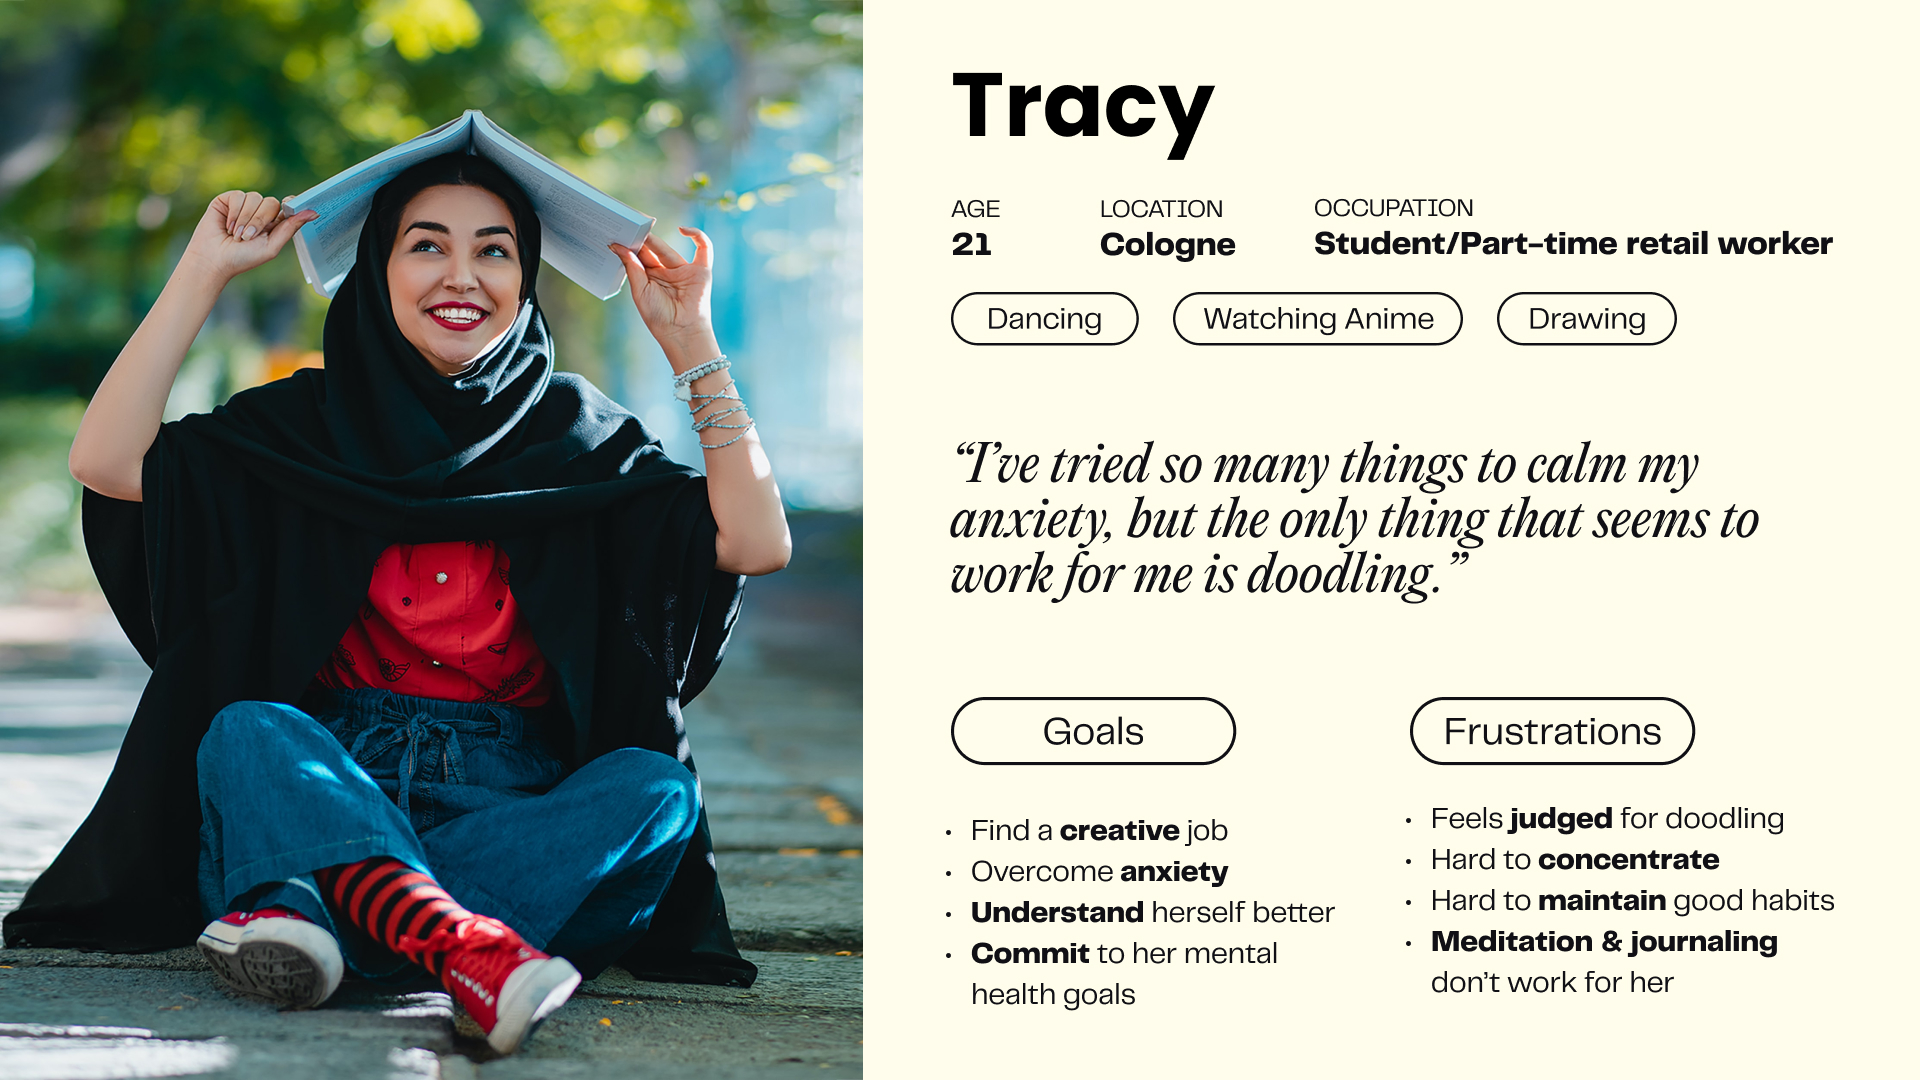 Tracy
AGE
21
LOCATION
Cologne
OCCUPATION
Student/Part-time retail worker
Dancing
Watching Anime
Drawing
“I’ve tried so many things to calm my
anxiety, but the only thing that seems to
work for me is doodling.”
Goals
• Find a creative job
• Overcome anxiety
• Understand herself better
• Commit to her mental
health goals
Frustrations
• Feels judged for doodling
• Hard to concentrate
• Hard to maintain good habits
• Meditation & journaling
don’t work for her